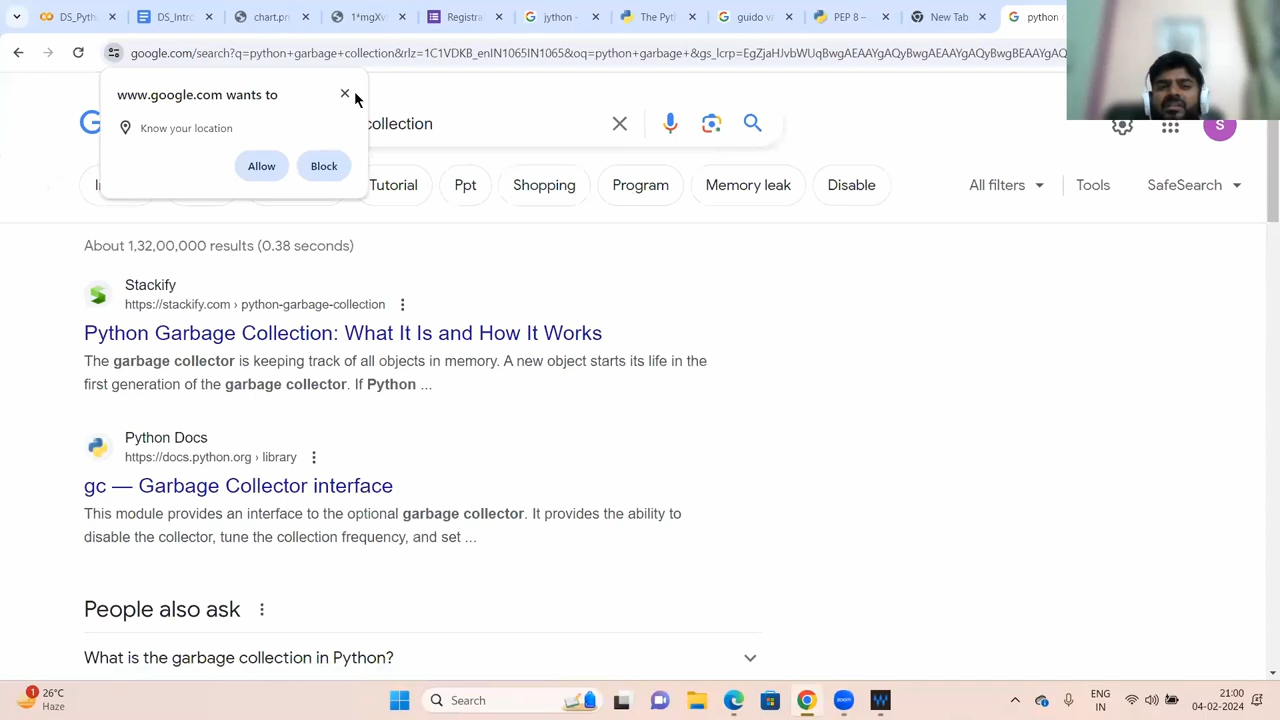 DS_Pyth
DS_Intro
chart.pn
1*mgXv
Registra
jython -
The Pyt
guido v
PEP 8 –
New Tab
python
google.com/search?q=python+garbage+collection&rlz=1C1VDKB_enIN1065IN1065&oq=python+garbage+&gs_lcrp=EgZjaHJvbWUqBwgAEAAYgAQyBwgAEAAYgAQyBwgBEAAYgAQ
www.google.com wants to
Know your location
Allow
Block
collection
Tutorial
Ppt
Shopping
Program
Memory leak
Disable
All filters
Tools
SafeSearch
S
About 1,32,00,000 results (0.38 seconds)
Stackify
https://stackify.com › python-garbage-collection
Python Garbage Collection: What It Is and How It Works
The garbage collector is keeping track of all objects in memory. A new object starts its life in the
first generation of the garbage collector. If Python ...
Python Docs
https://docs.python.org › library
gc — Garbage Collector interface
This module provides an interface to the optional garbage collector. It provides the ability to
disable the collector, tune the collection frequency, and set ...
People also ask
What is the garbage collection in Python?
1
26°C
Haze
Search
zoom
ENG
IN
21:00
04-02-2024